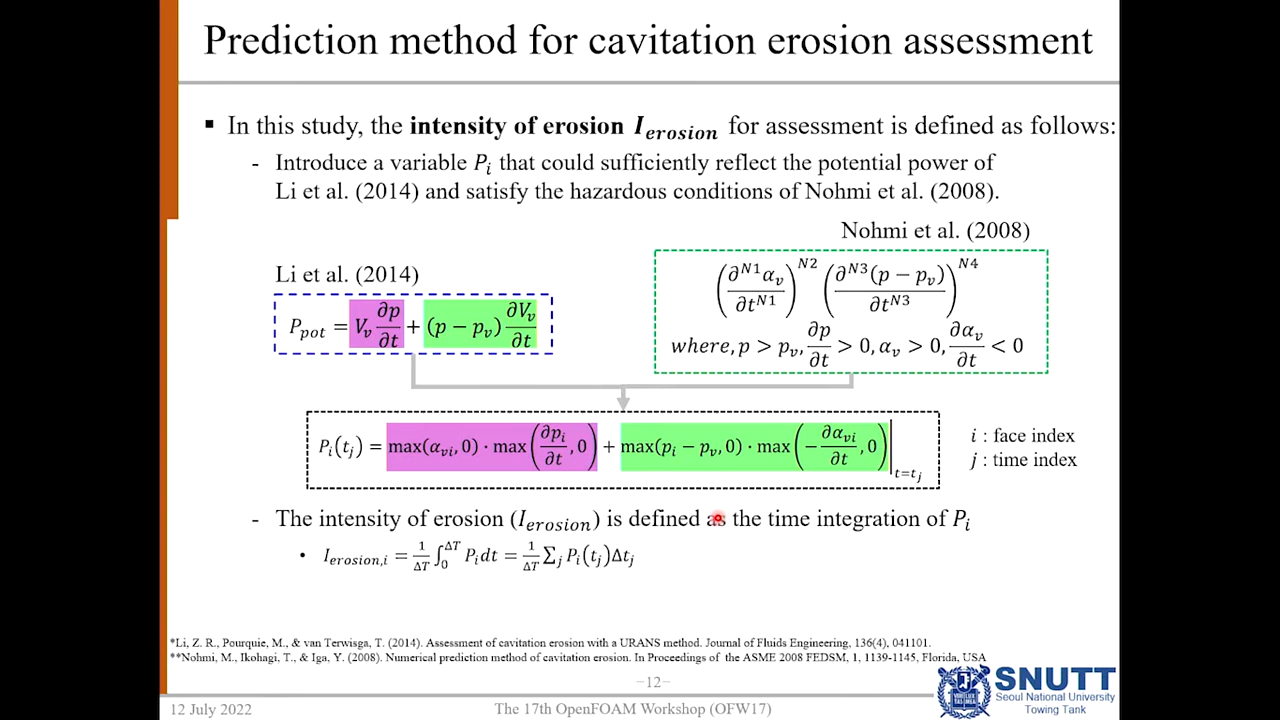 Prediction method for cavitation erosion assessment
▪ In this study, the intensity of erosion I_erosion for assessment is defined as follows:
- Introduce a variable P_i that could sufficiently reflect the potential power of
Li et al. (2014) and satisfy the hazardous conditions of Nohmi et al. (2008).
Nohmi et al. (2008)
(∂^N1 α_v / ∂t^N1)^N2 (∂^N3 (p − p_v) / ∂t^N3)^N4
where, p > p_v, ∂p/∂t > 0, α_v > 0, ∂α_v/∂t < 0
Li et al. (2014)
P_pot = V_v ∂p/∂t + (p − p_v) ∂V_v/∂t
P_i(t_j) = max(α_vi, 0) · max(∂p_i/∂t, 0) + max(p_i − p_v, 0) · max(−∂α_vi/∂t, 0)|_t=t_j
i : face index
j : time index
- The intensity of erosion (I_erosion) is defined as the time integration of P_i
• I_erosion,i = 1/ΔT ∫_0^ΔT P_i dt = 1/ΔT Σ_j P_i(t_j)Δt_j
*Li, Z. R., Pourquie, M., & van Terwisga, T. (2014). Assessment of cavitation erosion with a URANS method. Journal of Fluids Engineering, 136(4), 041101.
**Nohmi, M., Ikohagi, T., & Iga, Y. (2008). Numerical prediction method of cavitation erosion. In Proceedings of the ASME 2008 FEDSM, 1, 1139-1145, Florida, USA
−12−
12 July 2022
The 17th OpenFOAM Workshop (OFW17)
SNUTT
Seoul National University
Towing Tank